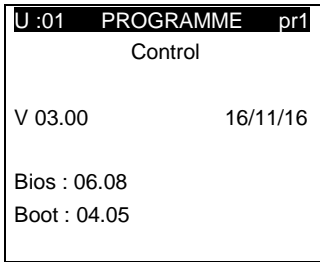 U :01 PROGRAMME pr1
Control
V 03.00 16/11/16
Bios : 06.08
Boot : 04.05